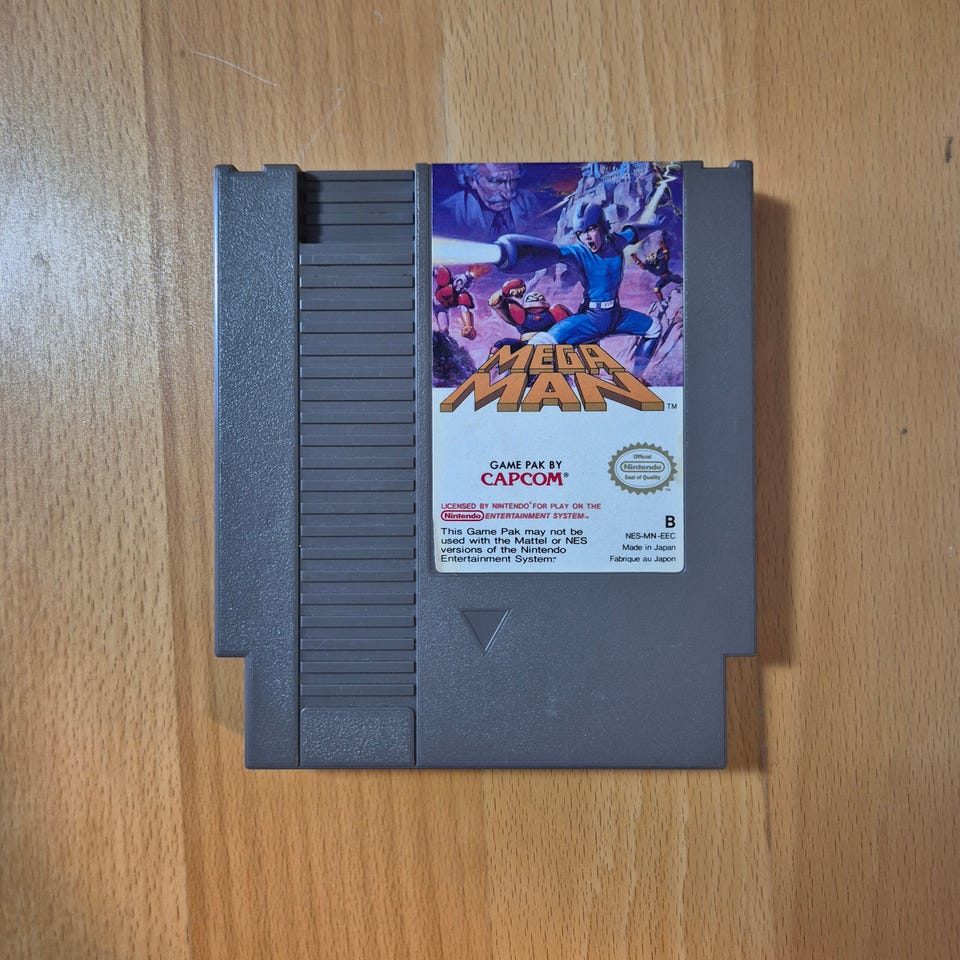 MEGA
MAN™
GAME PAK BY
CAPCOM®
Official
Nintendo
Seal of Quality
™
LICENSED BY NINTENDO® FOR PLAY ON THE
Nintendo ENTERTAINMENT SYSTEM™
This Game Pak may not be
used with the Mattel or NES
versions of the Nintendo
Entertainment System™.
B
NES-MN-EEC
Made in Japan
Fabriqué au Japon